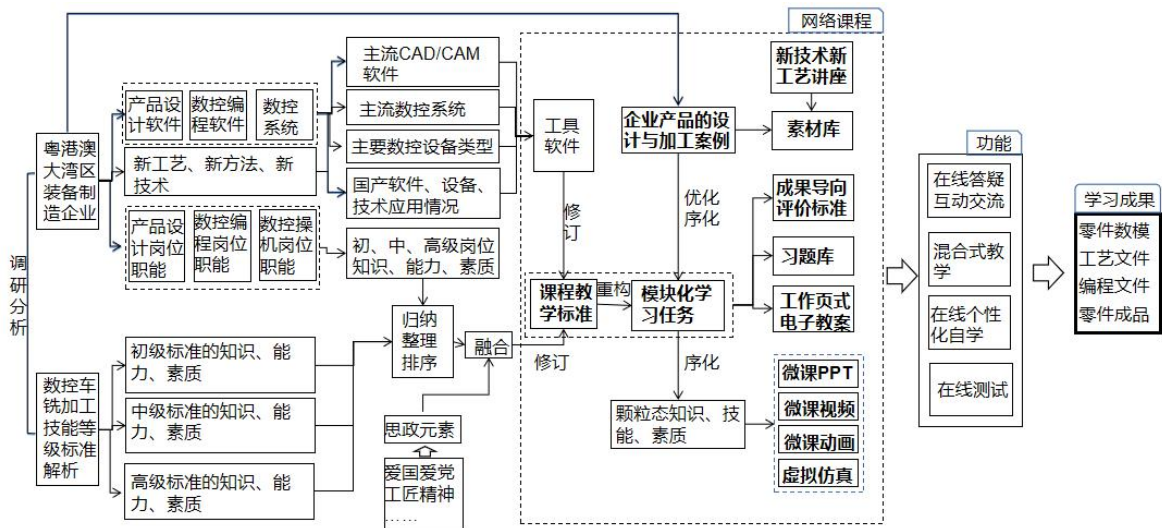 调研分析
粤港澳
大湾区
装备制
造企业
产品设
计软件
数控编
程软件
数控
系统
新工艺、新方法、新
技术
产品设
计岗位
职能
数控编
程岗位
职能
数控操
机岗位
职能
主流CAD/CAM
软件
主流数控系统
主要数控设备类型
国产软件、设备、
技术应用情况
初、中、高级岗位
知识、能力、素质
数控车
铣加工
技能等
级标准
解析
初级标准的知识、能
力、素质
中级标准的知识、能
力、素质
高级标准的知识、能
力、素质
归纳
整理
排序
融合
思政元素
爱国爱党
工匠精神
……
修订
网络课程
工具
软件
修
订
课程教
学标准
重构
模块化学
习任务
企业产品的设
计与加工案例
优化
序化
新技术新
工艺讲座
素材库
成果导向
评价标准
习题库
工作页式
电子教案
序化
颗粒态知识、技
能、素质
微课PPT
微课视频
微课动画
虚拟仿真
功能
在线答疑
互动交流
混合式教
学
在线个性
化自学
在线测试
学习成果
零件数模
工艺文件
编程文件
零件成品